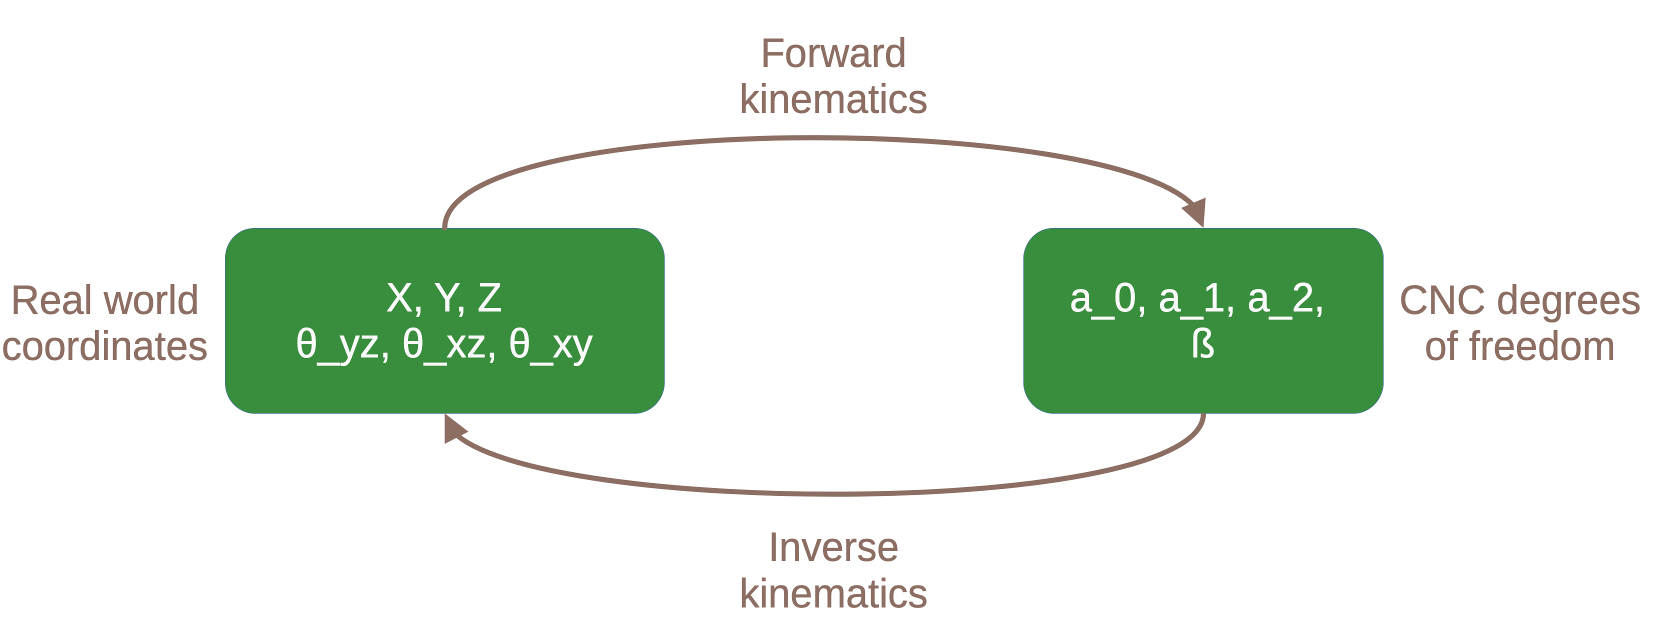 Forward
kinematics
Real world
coordinates
X, Y, Z
θ_yz, θ_xz, θ_xy
a_0, a_1, a_2,
ß
CNC degrees
of freedom
Inverse
kinematics